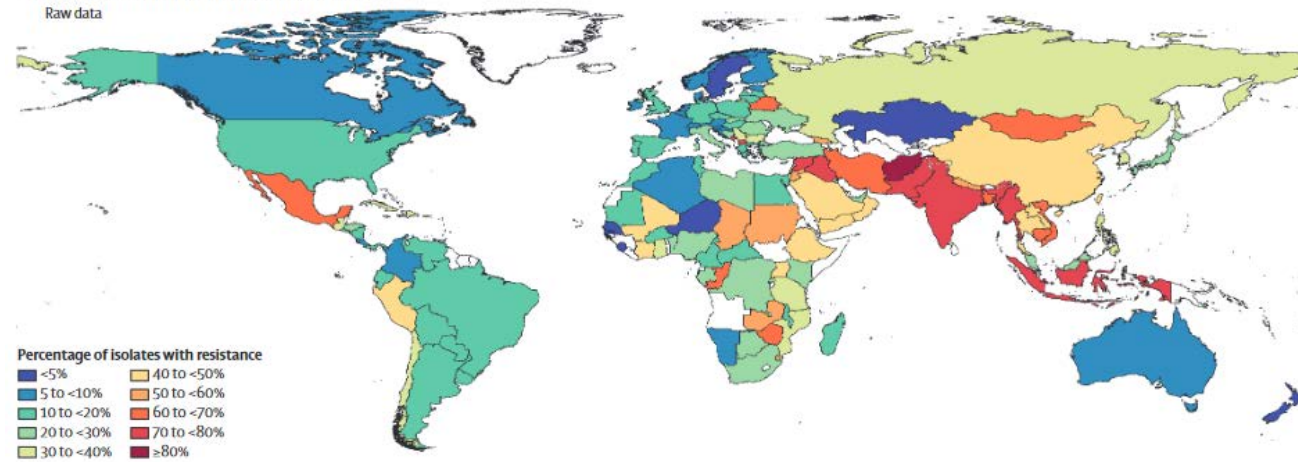 Raw data
Percentage of isolates with resistance
<5%
5 to <10%
10 to <20%
20 to <30%
30 to <40%
40 to <50%
50 to <60%
60 to <70%
70 to <80%
≥80%